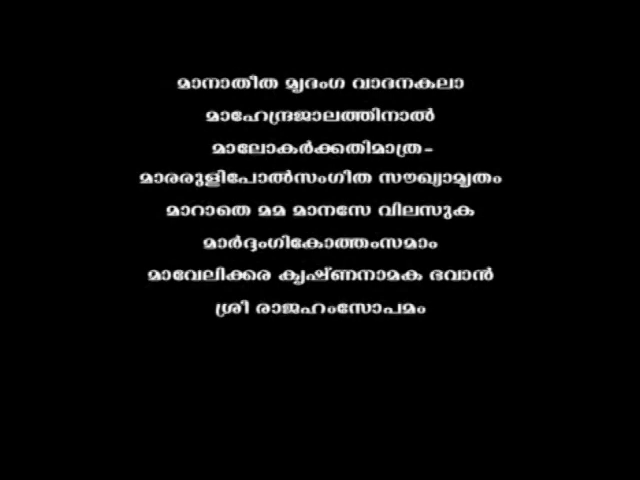 മാനാതീത മൃദംഗ വാദനകലാ
മാഹേന്ദ്രജാലത്തിനാൽ
മാലോകർക്കതിമാത്ര-
മാരരുളിപോൽസംഗീത സൗഖ്യാമൃതം
മാറാതെ മമ മാനസേ വിലസുക
മാർദ്ദംഗികോത്തംസമാം
മാവേലിക്കര കൃഷ്ണനാമക ഭവാൻ
ശ്രീ രാജഹംസോപമം